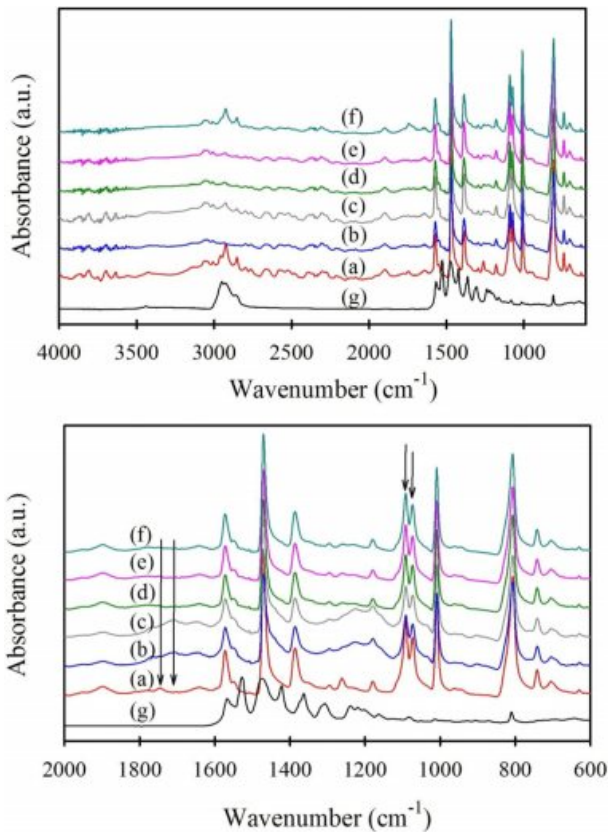 Absorbance (a.u.)
(f)
(e)
(d)
(c)
(b)
(a)
(g)
4000 3500 3000 2500 2000 1500 1000
Wavenumber (cm-1)
Absorbance (a.u.)
(f)
(e)
(d)
(c)
(b)
(a)
(g)
2000 1800 1600 1400 1200 1000 800 600
Wavenumber (cm-1)